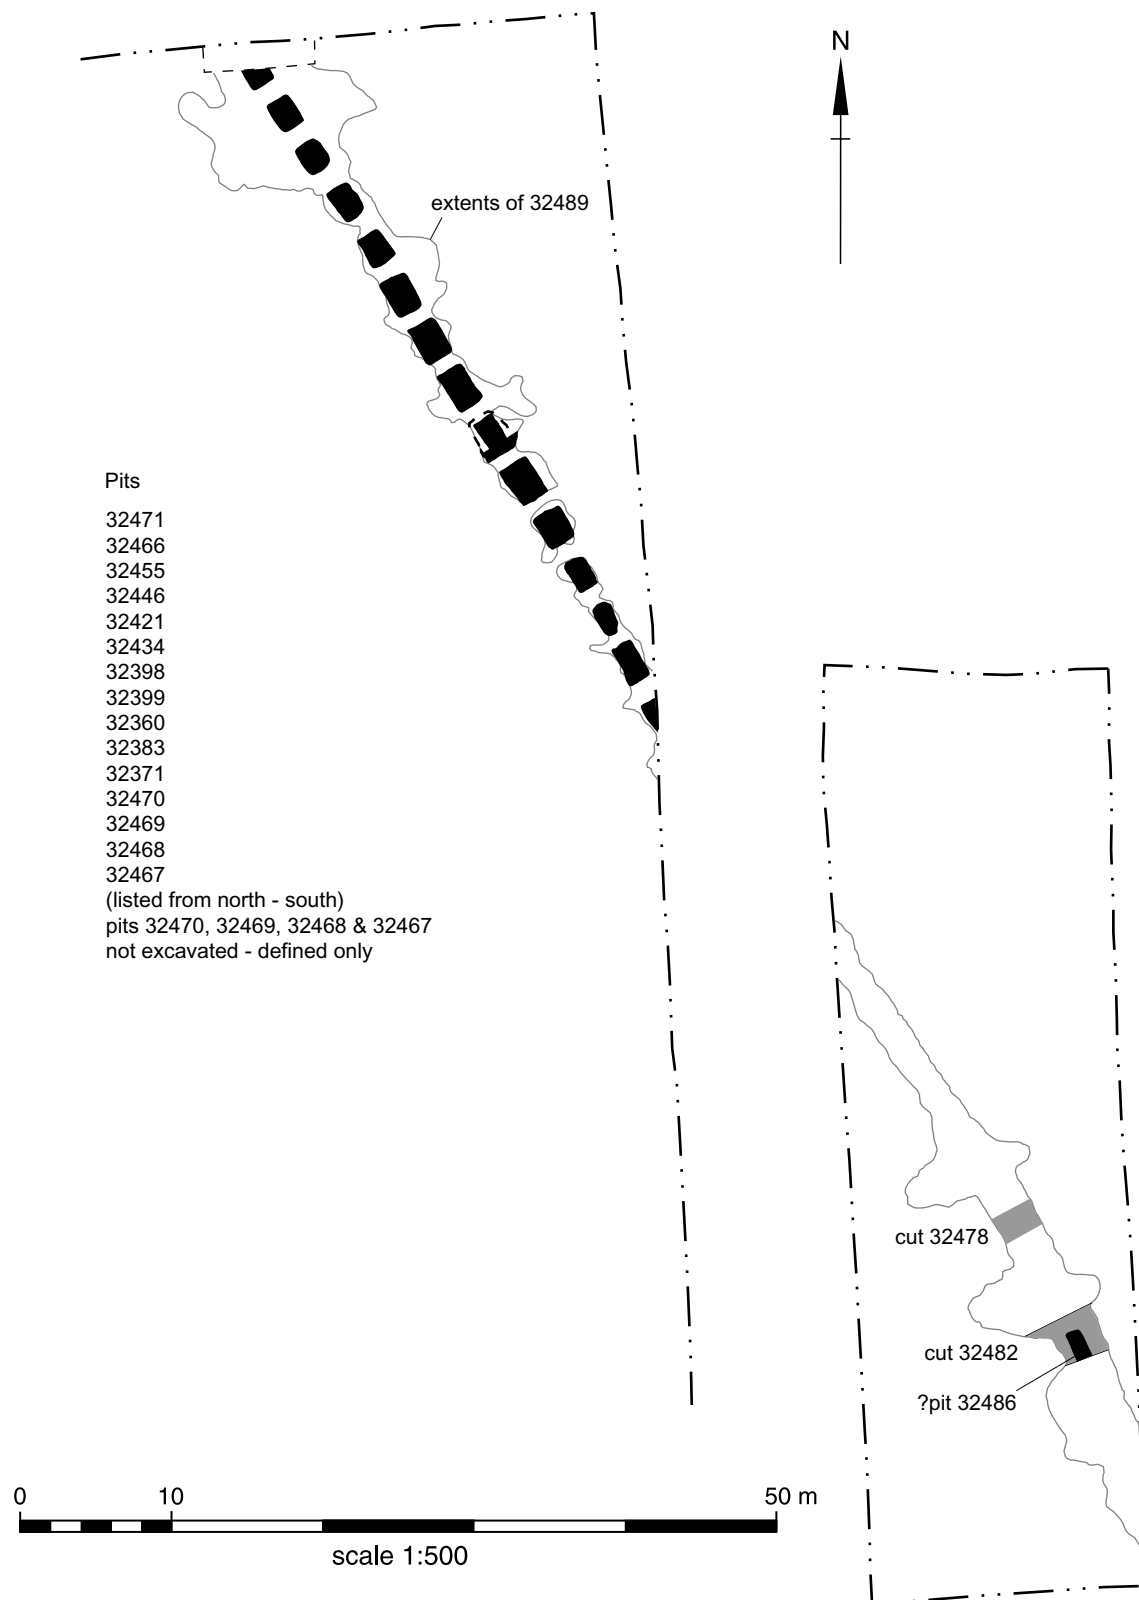 N
extents of 32489
Pits
32471
32466
32455
32446
32421
32434
32398
32399
32360
32383
32371
32470
32469
32468
32467
(listed from north - south)
pits 32470, 32469, 32468 & 32467
not excavated - defined only
cut 32478
cut 32482
?pit 32486
0 10 50 m
scale 1:500